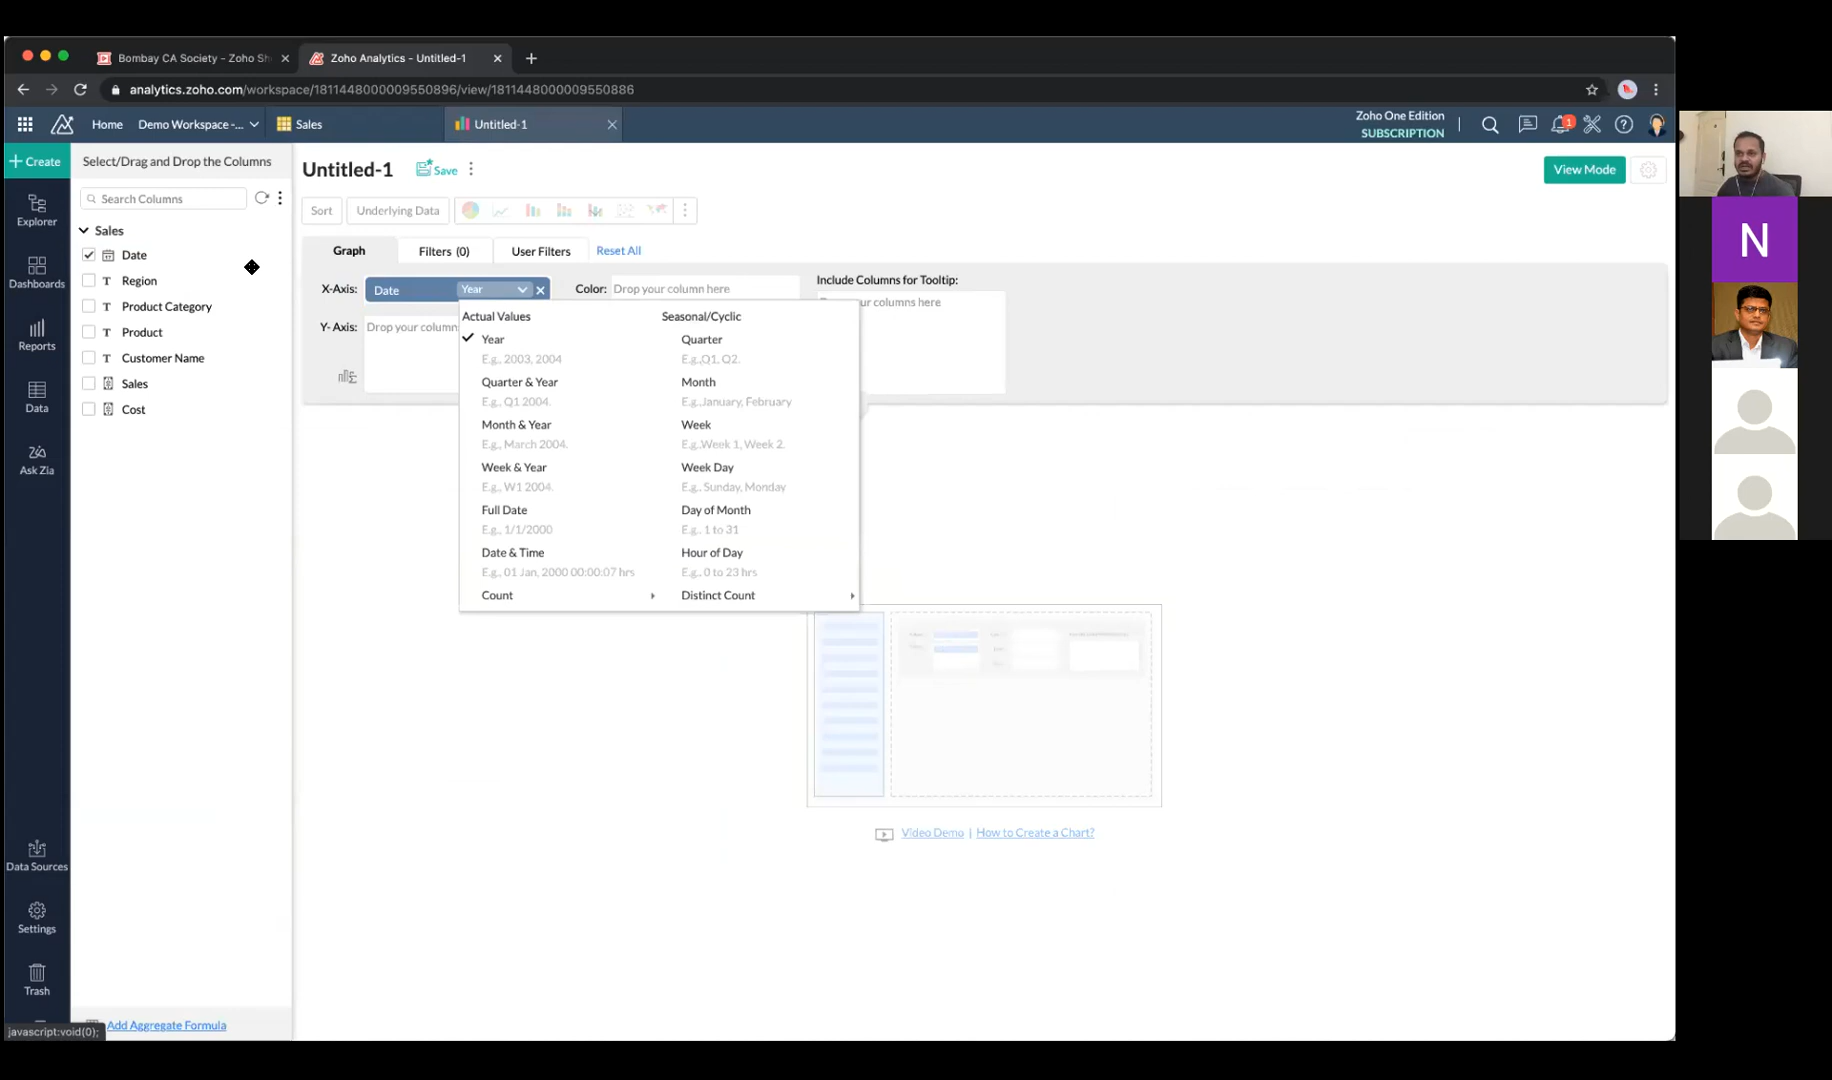 Bombay CA Society - Zoho Sh
Zoho Analytics - Untitled-1
analytics.zoho.com/workspace/1811448000009550896/view/1811448000009550886
Home
Demo Workspace -...
Sales
Untitled-1
Zoho One Edition
SUBSCRIPTION
1
Create
Select/Drag and Drop the Columns
Untitled-1
Save
View Mode
Search Columns
Explorer
Dashboards
Reports
Data
Ask Zia
Data Sources
Settings
Trash
Sales
Date
T Region
T Product Category
T Product
T Customer Name
Sales
Cost
Add Aggregate Formula
javascript:void(0);
Sort
Underlying Data
Graph
Filters (0)
User Filters
Reset All
X-Axis:
Date
Year
Color:
Drop your column here
Include Columns for Tooltip:
ur columns here
Y- Axis:
Drop your column
Actual Values
Seasonal/Cyclic
Year
E.g., 2003, 2004
Quarter
E.g.,Q1, Q2.
Quarter & Year
E.g., Q1 2004.
Month
E.g.,January, February
Month & Year
E.g., March 2004.
Week
E.g.,Week 1, Week 2.
Week & Year
E.g., W1 2004.
Week Day
E.g., Sunday, Monday
Full Date
E.g., 1/1/2000
Day of Month
E.g., 1 to 31
Date & Time
E.g., 01 Jan, 2000 00:00:07 hrs
Hour of Day
E.g., 0 to 23 hrs
Count
Distinct Count
Video Demo | How to Create a Chart?
N